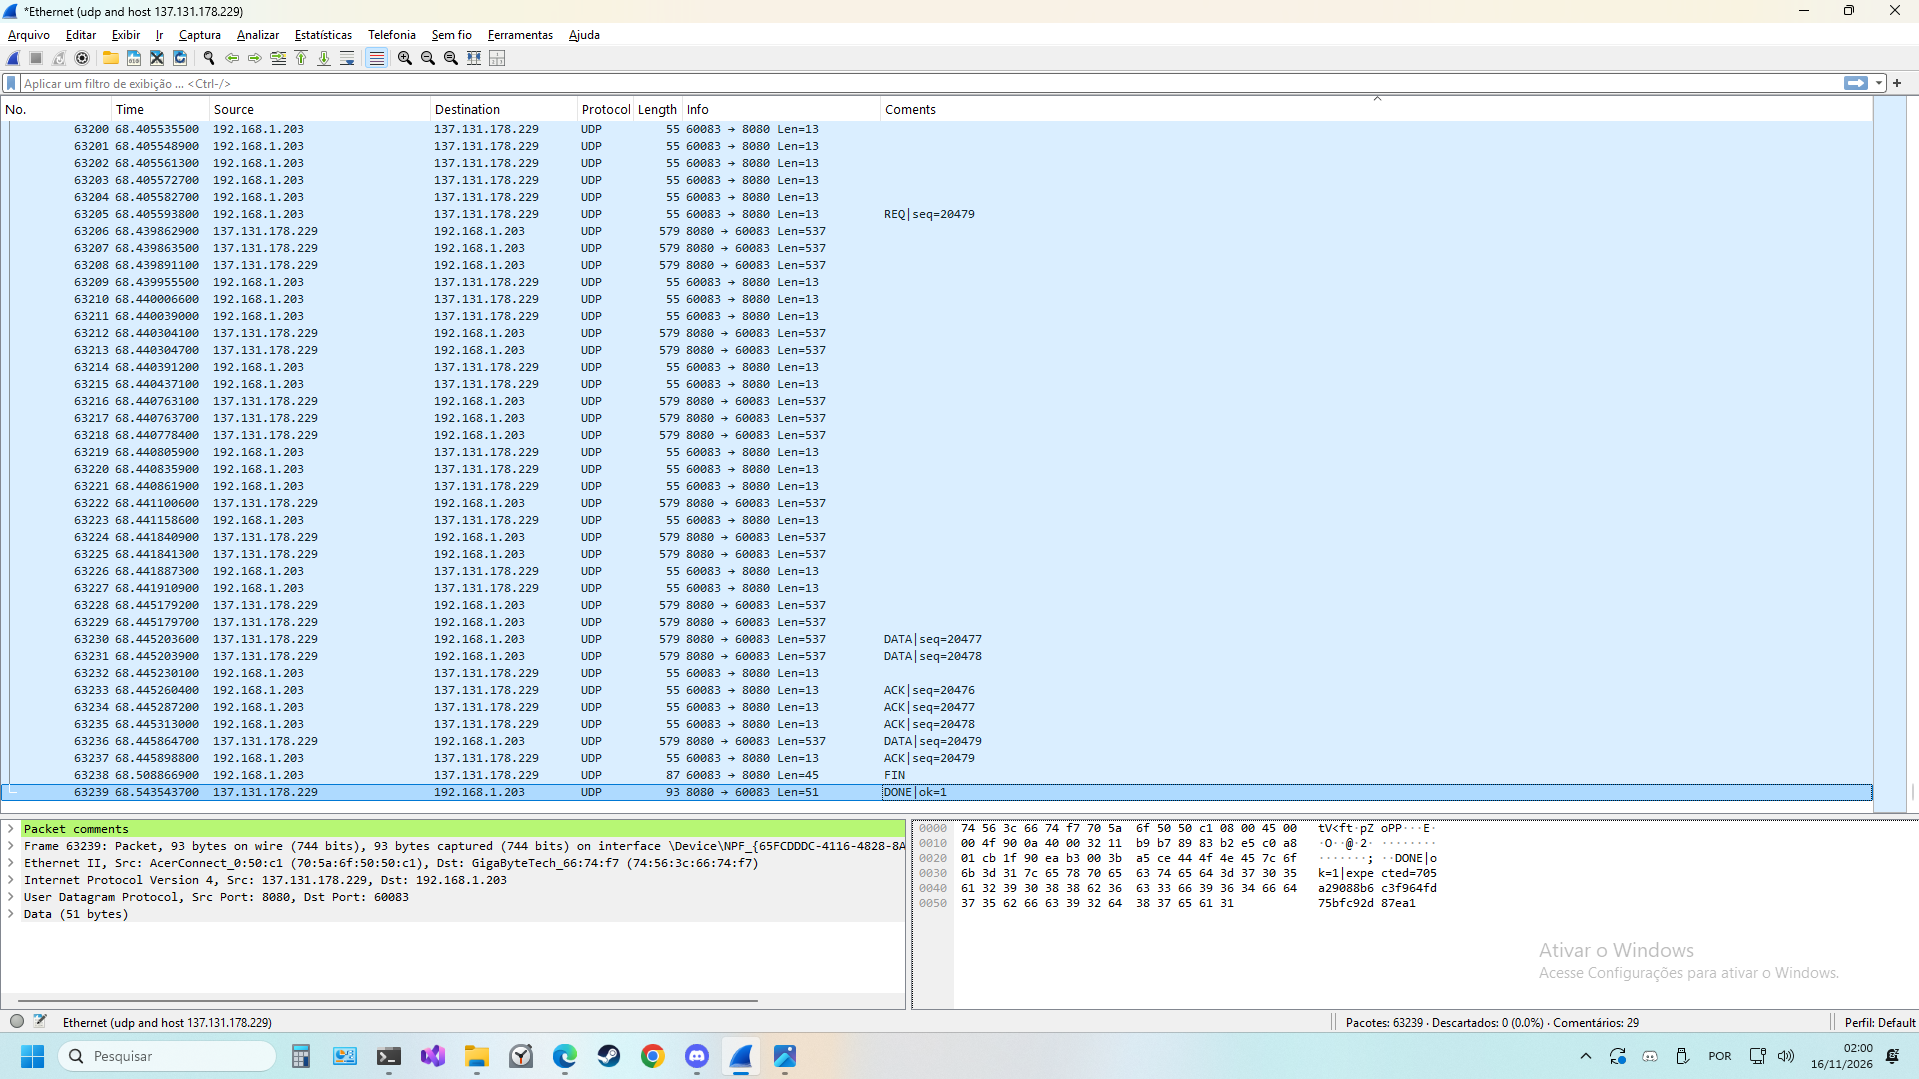 *Ethernet (udp and host 137.131.178.229)
Arquivo Editar Exibir Ir Captura Analizar Estatísticas Telefonia Sem fio Ferramentas Ajuda
Aplicar um filtro de exibição ... <Ctrl-/>
No. Time Source Destination Protocol Length Info Coments
63200 68.405535500 192.168.1.203 137.131.178.229 UDP 55 60083 → 8080 Len=13
63201 68.405548900 192.168.1.203 137.131.178.229 UDP 55 60083 → 8080 Len=13
63202 68.405561300 192.168.1.203 137.131.178.229 UDP 55 60083 → 8080 Len=13
63203 68.405572700 192.168.1.203 137.131.178.229 UDP 55 60083 → 8080 Len=13
63204 68.405582700 192.168.1.203 137.131.178.229 UDP 55 60083 → 8080 Len=13
63205 68.405593800 192.168.1.203 137.131.178.229 UDP 55 60083 → 8080 Len=13 REQ|seq=20479
63206 68.439862900 137.131.178.229 192.168.1.203 UDP 579 8080 → 60083 Len=537
63207 68.439863500 137.131.178.229 192.168.1.203 UDP 579 8080 → 60083 Len=537
63208 68.439891100 137.131.178.229 192.168.1.203 UDP 579 8080 → 60083 Len=537
63209 68.439955500 192.168.1.203 137.131.178.229 UDP 55 60083 → 8080 Len=13
63210 68.440006600 192.168.1.203 137.131.178.229 UDP 55 60083 → 8080 Len=13
63211 68.440039000 192.168.1.203 137.131.178.229 UDP 55 60083 → 8080 Len=13
63212 68.440304100 137.131.178.229 192.168.1.203 UDP 579 8080 → 60083 Len=537
63213 68.440304700 137.131.178.229 192.168.1.203 UDP 579 8080 → 60083 Len=537
63214 68.440391200 192.168.1.203 137.131.178.229 UDP 55 60083 → 8080 Len=13
63215 68.440437100 192.168.1.203 137.131.178.229 UDP 55 60083 → 8080 Len=13
63216 68.440763100 137.131.178.229 192.168.1.203 UDP 579 8080 → 60083 Len=537
63217 68.440763700 137.131.178.229 192.168.1.203 UDP 579 8080 → 60083 Len=537
63218 68.440778400 137.131.178.229 192.168.1.203 UDP 579 8080 → 60083 Len=537
63219 68.440805900 192.168.1.203 137.131.178.229 UDP 55 60083 → 8080 Len=13
63220 68.440835900 192.168.1.203 137.131.178.229 UDP 55 60083 → 8080 Len=13
63221 68.440861900 192.168.1.203 137.131.178.229 UDP 55 60083 → 8080 Len=13
63222 68.441100600 137.131.178.229 192.168.1.203 UDP 579 8080 → 60083 Len=537
63223 68.441158600 192.168.1.203 137.131.178.229 UDP 55 60083 → 8080 Len=13
63224 68.441840900 137.131.178.229 192.168.1.203 UDP 579 8080 → 60083 Len=537
63225 68.441841300 137.131.178.229 192.168.1.203 UDP 579 8080 → 60083 Len=537
63226 68.441887300 192.168.1.203 137.131.178.229 UDP 55 60083 → 8080 Len=13
63227 68.441910900 192.168.1.203 137.131.178.229 UDP 55 60083 → 8080 Len=13
63228 68.445179200 137.131.178.229 192.168.1.203 UDP 579 8080 → 60083 Len=537
63229 68.445179700 137.131.178.229 192.168.1.203 UDP 579 8080 → 60083 Len=537
63230 68.445203600 137.131.178.229 192.168.1.203 UDP 579 8080 → 60083 Len=537 DATA|seq=20477
63231 68.445203900 137.131.178.229 192.168.1.203 UDP 579 8080 → 60083 Len=537 DATA|seq=20478
63232 68.445230100 192.168.1.203 137.131.178.229 UDP 55 60083 → 8080 Len=13
63233 68.445260400 192.168.1.203 137.131.178.229 UDP 55 60083 → 8080 Len=13 ACK|seq=20476
63234 68.445287200 192.168.1.203 137.131.178.229 UDP 55 60083 → 8080 Len=13 ACK|seq=20477
63235 68.445313000 192.168.1.203 137.131.178.229 UDP 55 60083 → 8080 Len=13 ACK|seq=20478
63236 68.445864700 137.131.178.229 192.168.1.203 UDP 579 8080 → 60083 Len=537 DATA|seq=20479
63237 68.445898800 192.168.1.203 137.131.178.229 UDP 55 60083 → 8080 Len=13 ACK|seq=20479
63238 68.508866900 192.168.1.203 137.131.178.229 UDP 87 60083 → 8080 Len=45 FIN
63239 68.543543700 137.131.178.229 192.168.1.203 UDP 93 8080 → 60083 Len=51 DONE|ok=1
Packet comments
Frame 63239: Packet, 93 bytes on wire (744 bits), 93 bytes captured (744 bits) on interface \Device\NPF_{65FCDDDC-4116-4828-8A
Ethernet II, Src: AcerConnect_0:50:c1 (70:5a:6f:50:50:c1), Dst: GigaByteTech_66:74:f7 (74:56:3c:66:74:f7)
Internet Protocol Version 4, Src: 137.131.178.229, Dst: 192.168.1.203
User Datagram Protocol, Src Port: 8080, Dst Port: 60083
Data (51 bytes)
0000 74 56 3c 66 74 f7 70 5a 6f 50 50 c1 08 00 45 00 tV<ft·pZ oPP···E·
0010 00 4f 90 0a 40 00 32 11 b9 b7 89 83 b2 e5 c0 a8 ·O··@·2· ········
0020 01 cb 1f 90 ea b3 00 3b a5 ce 44 4f 4e 45 7c 6f ·······; ··DONE|o
0030 6b 3d 31 7c 65 78 70 65 63 74 65 64 3d 37 30 35 k=1|expe cted=705
0040 61 32 39 30 38 38 62 36 63 33 66 39 36 34 66 64 a29088b6 c3f964fd
0050 37 35 62 66 63 39 32 64 38 37 65 61 31 75bfc92d 87ea1
Ativar o Windows
Acesse Configurações para ativar o Windows.
Ethernet (udp and host 137.131.178.229) Pacotes: 63239 · Descartados: 0 (0.0%) · Comentários: 29 Perfil: Default
Pesquisar POR 02:00
16/11/2026